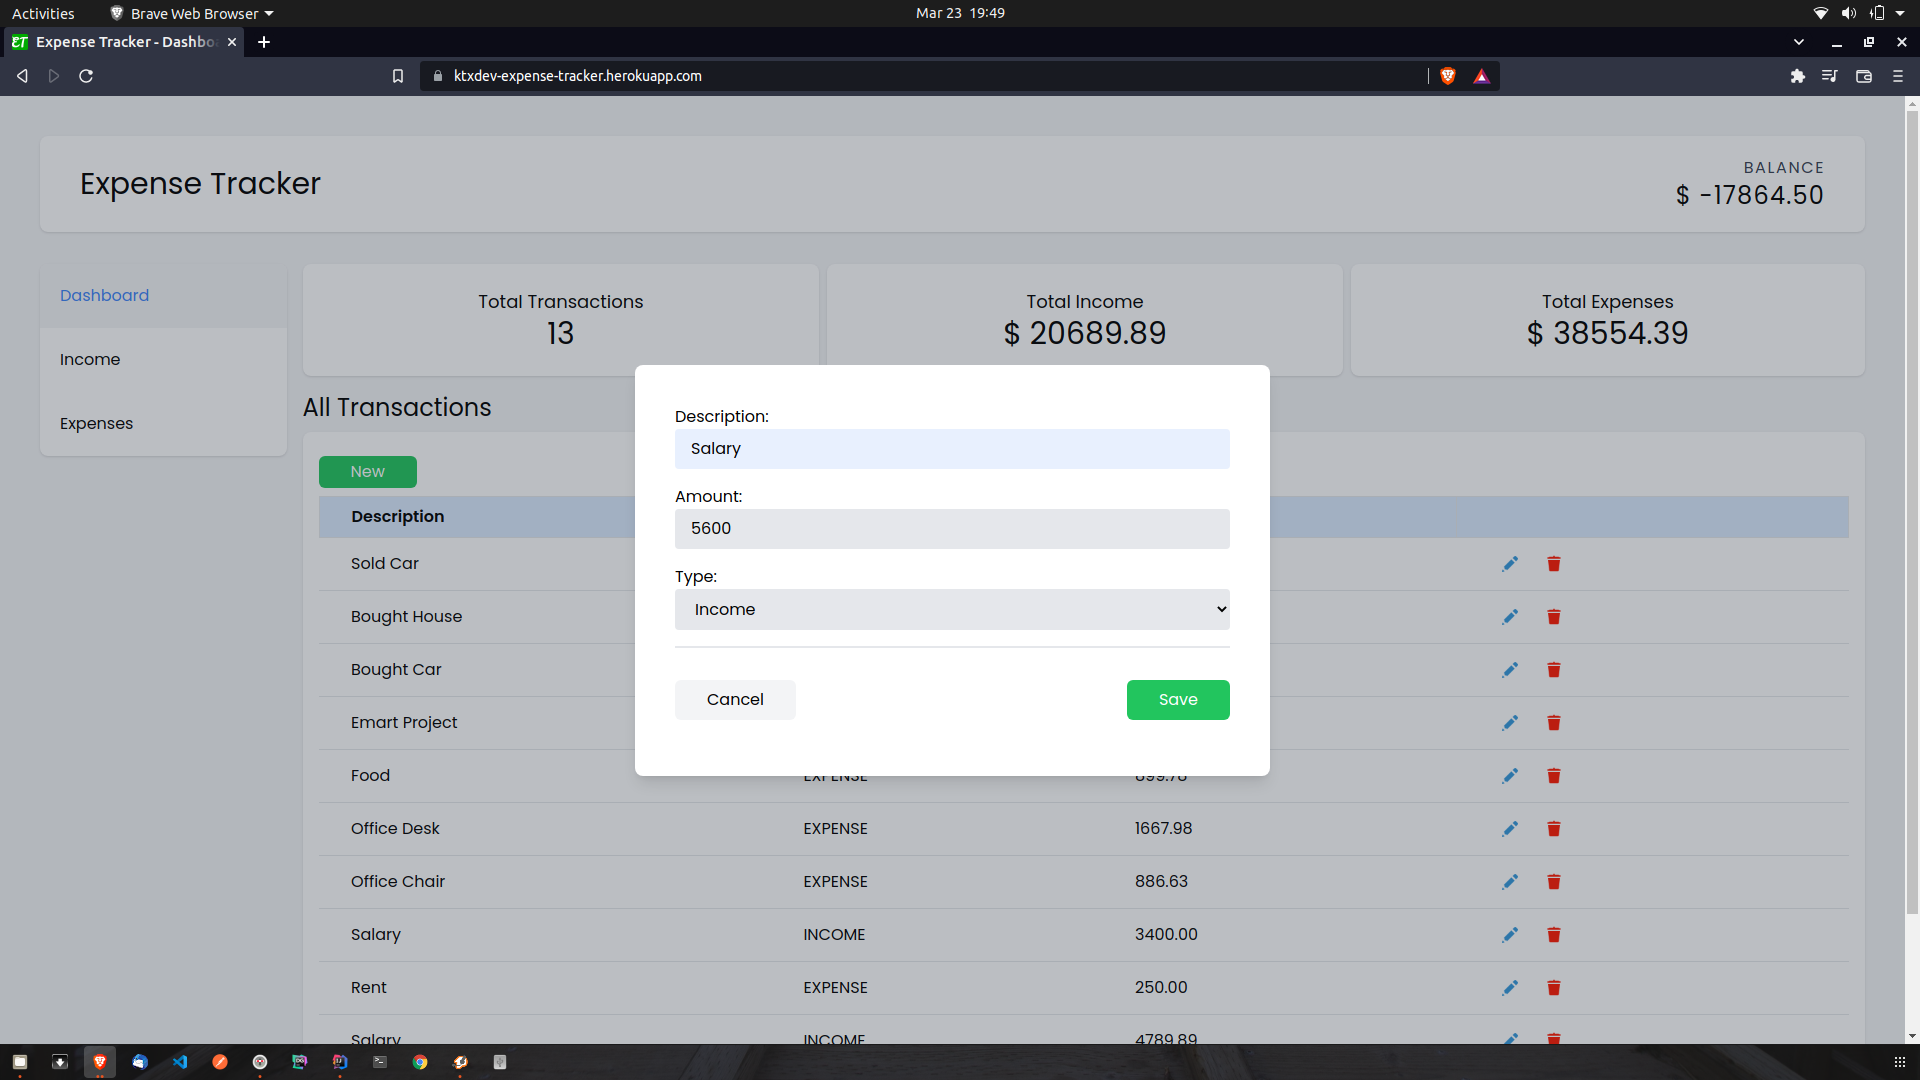 Activities
Brave Web Browser
Mar 23 19:49
Expense Tracker - Dashbo
ktxdev-expense-tracker.herokuapp.com
Expense Tracker
BALANCE
$ -17864.50
Dashboard
Income
Expenses
Total Transactions
13
Total Income
$ 20689.89
Total Expenses
$ 38554.39
All Transactions
New
Description
Sold Car
Bought House
Bought Car
Emart Project
Food EXPENSE 899.78
Office Desk EXPENSE 1667.98
Office Chair EXPENSE 886.63
Salary INCOME 3400.00
Rent EXPENSE 250.00
Salary INCOME 4789.89
Description:
Salary
Amount:
5600
Type:
Income
Cancel
Save